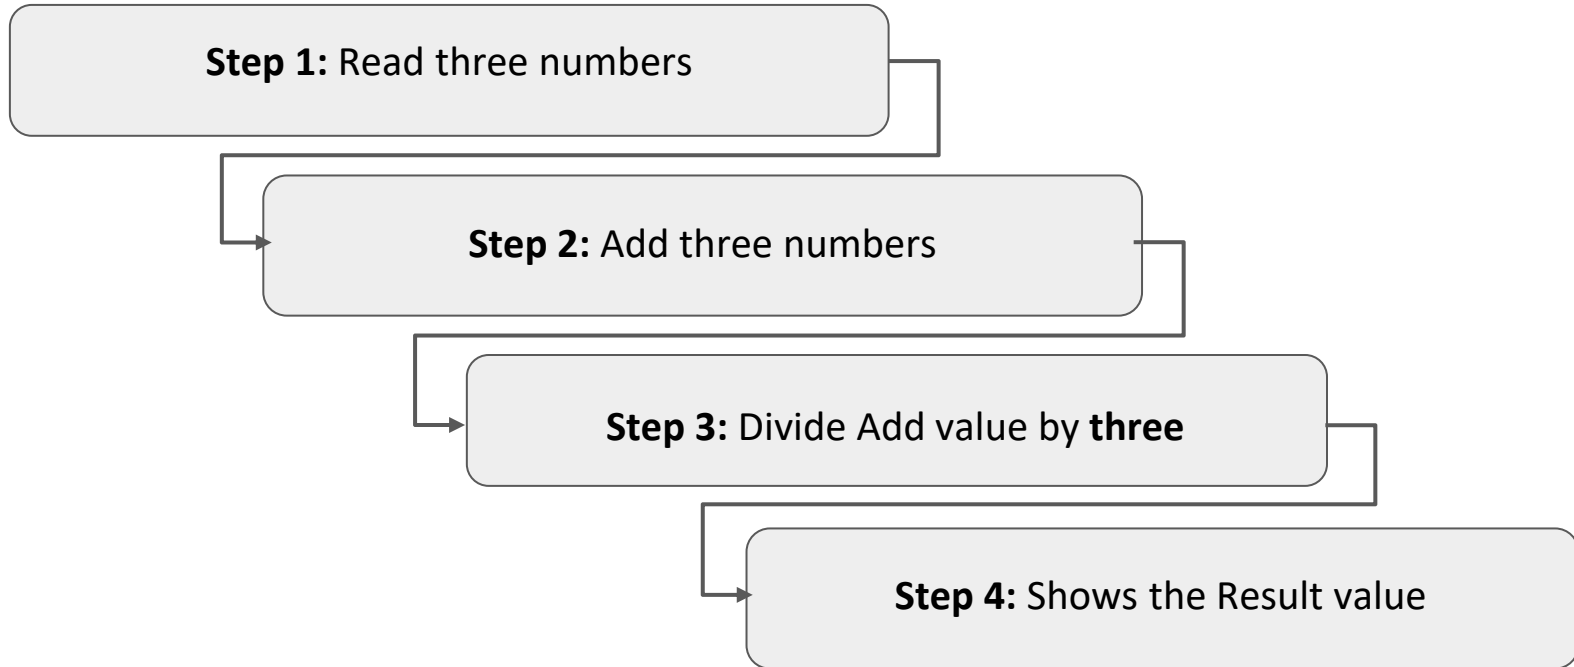 Step 1: Read three numbers
Step 2: Add three numbers
Step 3: Divide Add value by three
Step 4: Shows the Result value